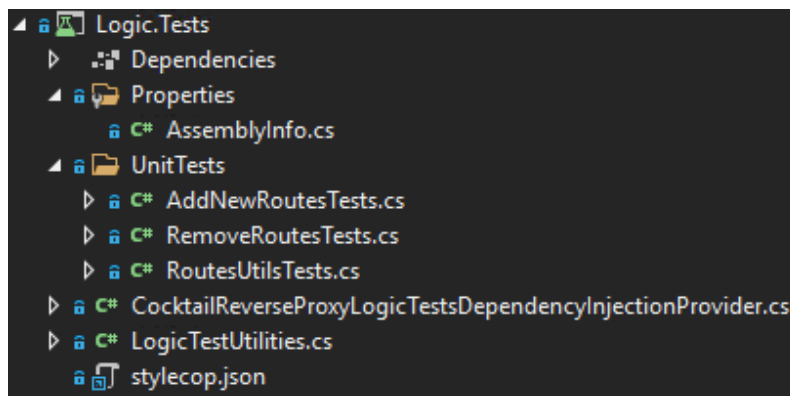 Logic.Tests
Dependencies
Properties
C# AssemblyInfo.cs
UnitTests
C# AddNewRoutesTests.cs
C# RemoveRoutesTests.cs
C# RoutesUtilsTests.cs
C# CocktailReverseProxyLogicTestsDependencyInjectionProvider.cs
C# LogicTestUtilities.cs
stylecop.json